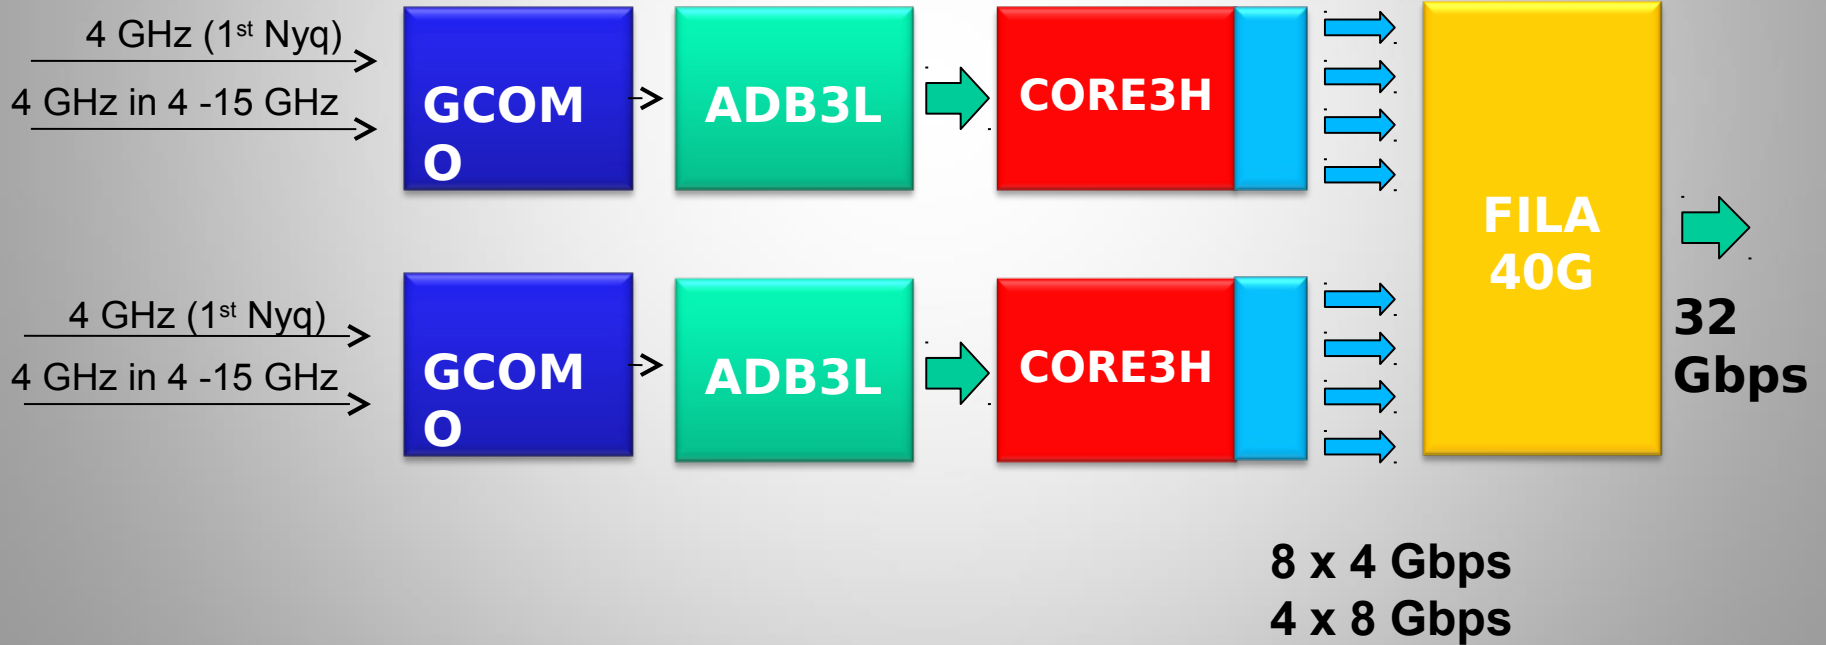 4 GHz (1st Nyq)
4 GHz in 4 -15 GHz
GCOM
O
ADB3L
CORE3H
FILA
40G
32
Gbps
4 GHz (1st Nyq)
4 GHz in 4 -15 GHz
GCOM
O
ADB3L
CORE3H
8 x 4 Gbps
4 x 8 Gbps